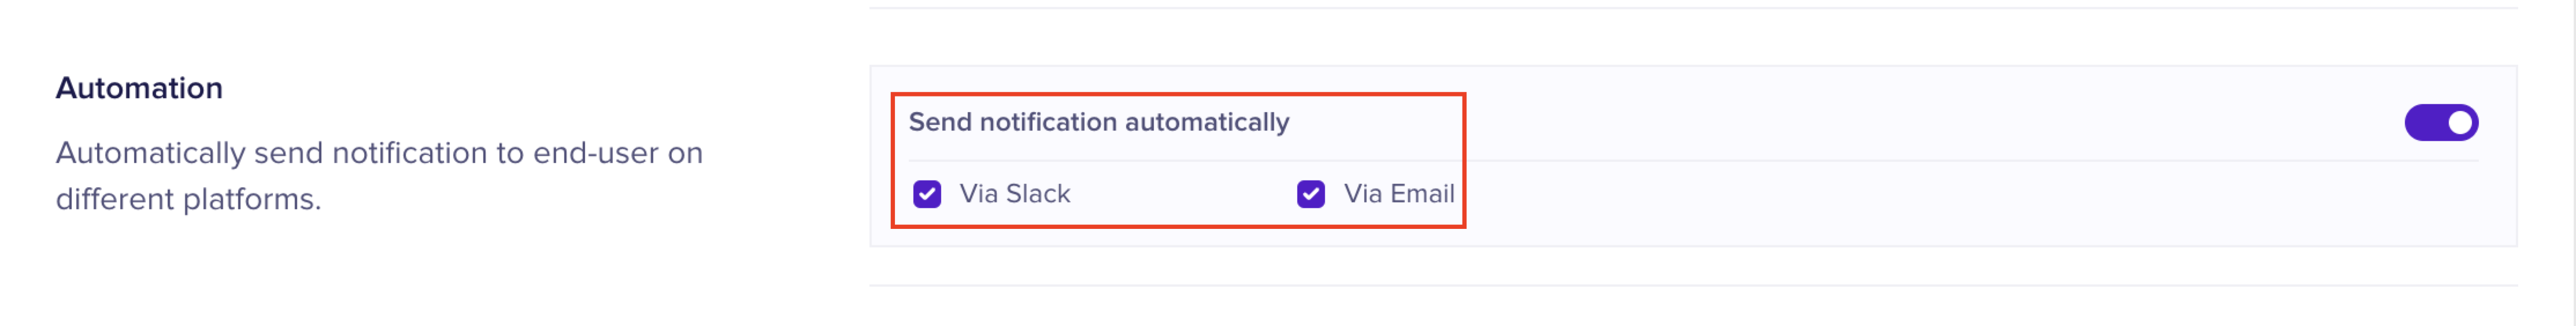 Automation
Automatically send notification to end-user on
different platforms.
Send notification automatically
Via Slack
Via Email